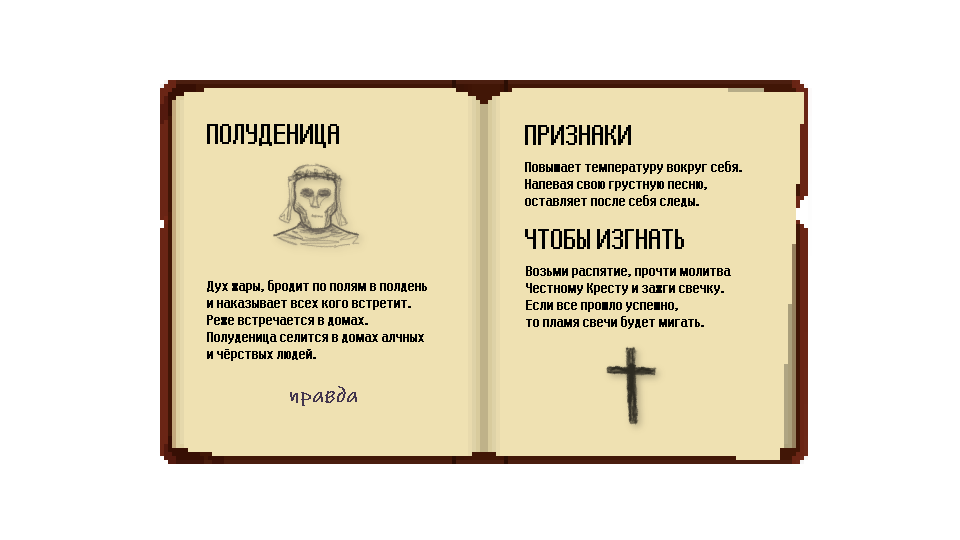 ПОЛУДЕНИЦА
Дух жары, бродит по полям в полдень
и наказывает всех кого встретит.
Реже встречается в домах.
Полуденица селится в домах алчных
и чёрствых людей.
правда
ПРИЗНАКИ
Повышает температуру вокруг себя.
Напевая свою грустную песню,
оставляет после себя следы.
ЧТОБЫ ИЗГНАТЬ
Возьми распятие, прочти молитва
Честному Кресту и зажги свечку.
Если все прошло успешно,
то пламя свечи будет мигать.